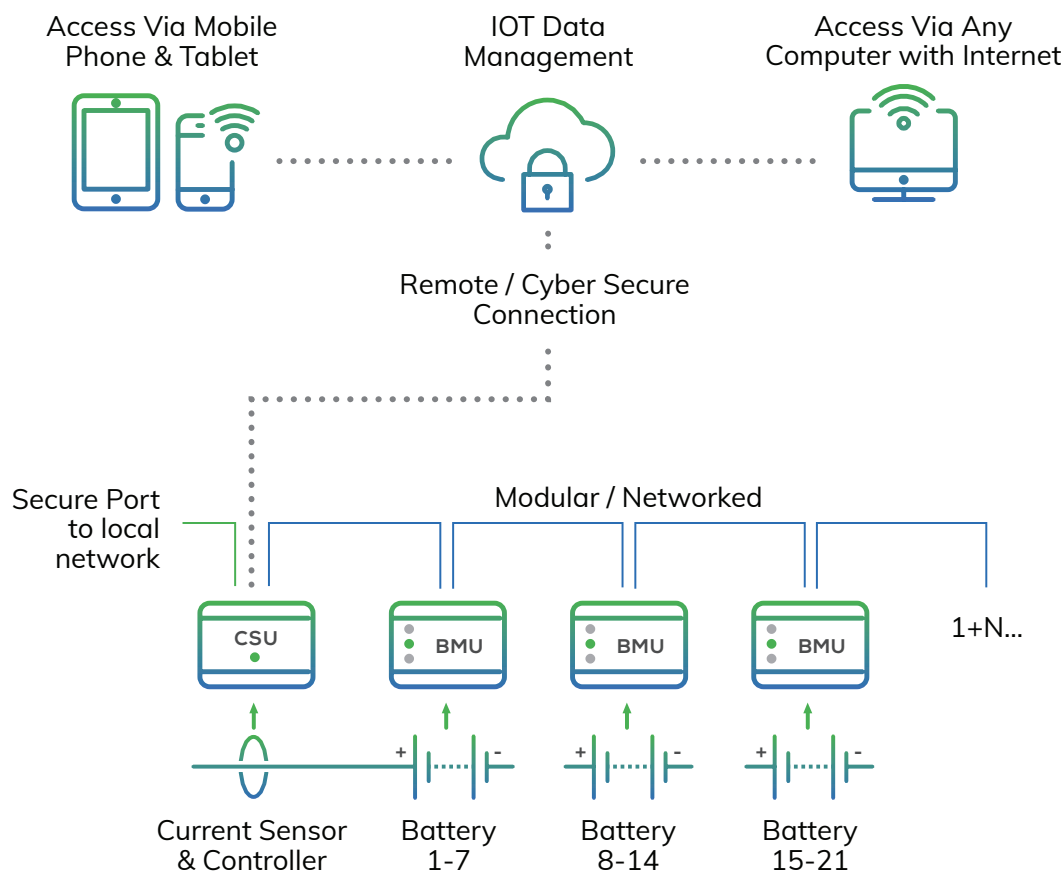 Access Via Mobile
Phone & Tablet
IOT Data
Management
Access Via Any
Computer with Internet
Remote / Cyber Secure
Connection
Secure Port
to local
network
Modular / Networked
CSU
BMU
BMU
BMU
1+N...
+ -
+ -
+ -
Current Sensor
& Controller
Battery
1-7
Battery
8-14
Battery
15-21